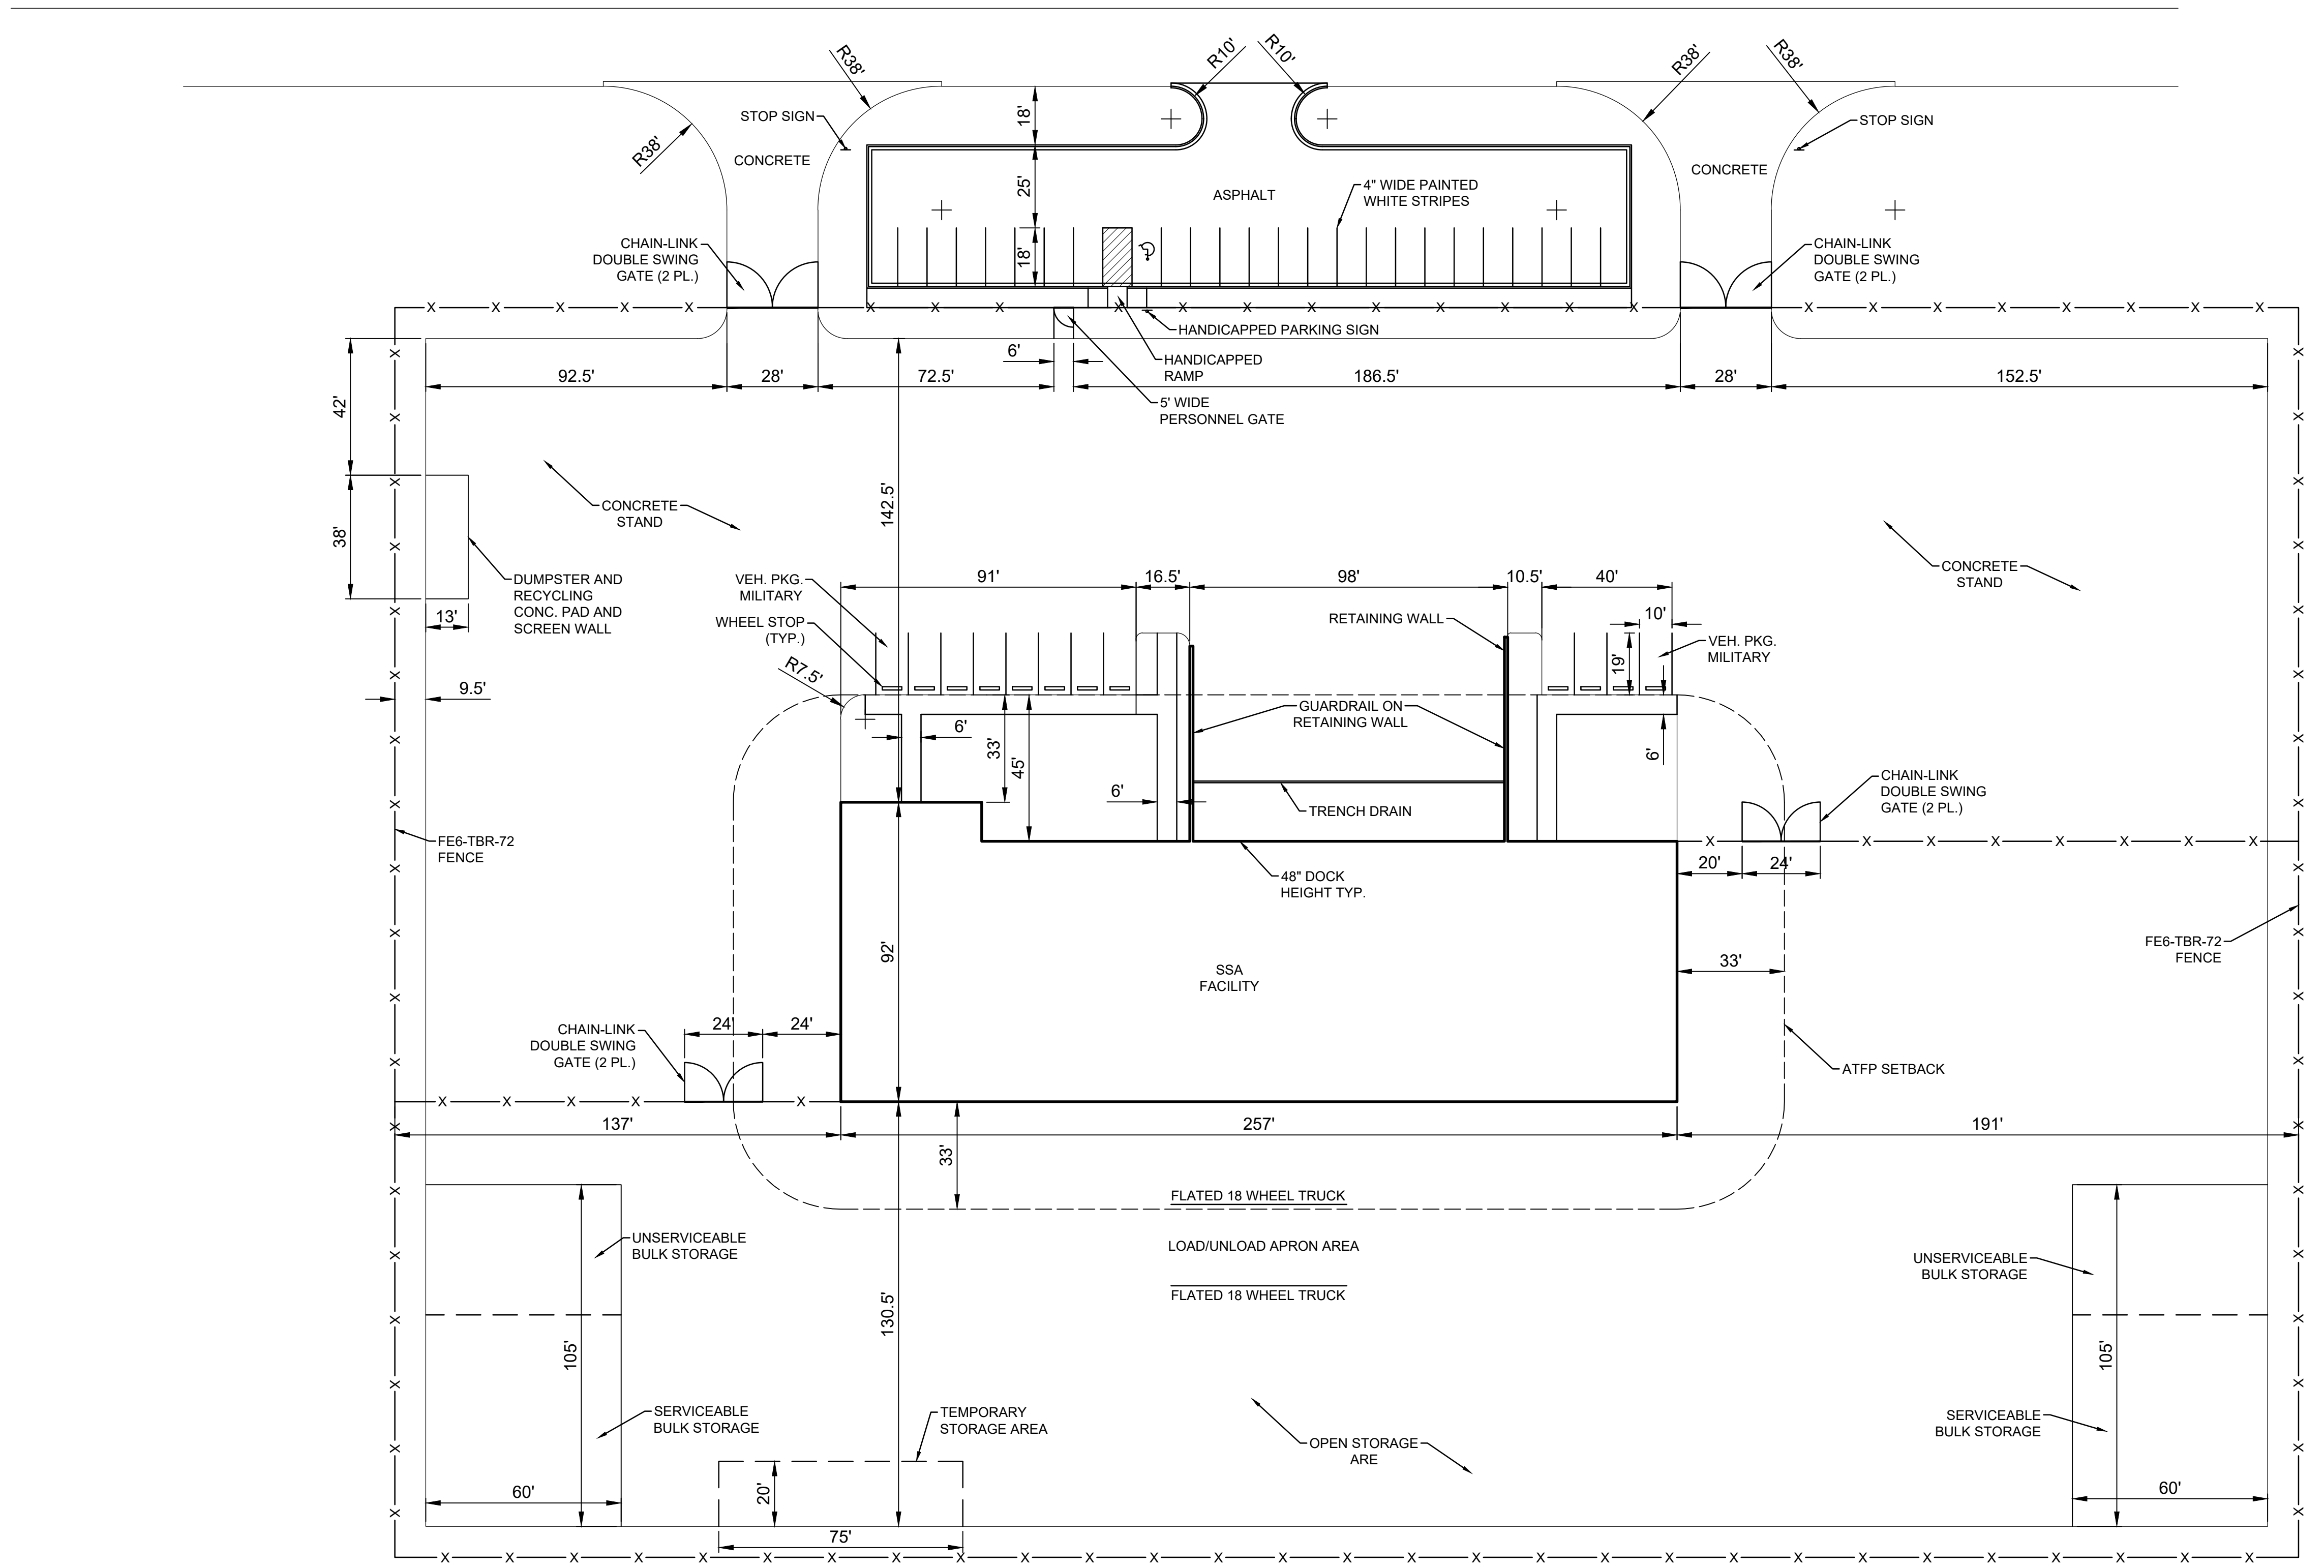 R38'
R10'
R10'
R38'
R38'
R38'
STOP SIGN
CONCRETE
18'
25'
18'
ASPHALT
4" WIDE PAINTED
WHITE STRIPES
STOP SIGN
CONCRETE
CHAIN-LINK
DOUBLE SWING
GATE (2 PL.)
CHAIN-LINK
DOUBLE SWING
GATE (2 PL.)
HANDICAPPED PARKING SIGN
HANDICAPPED
RAMP
5' WIDE
PERSONNEL GATE
6'
92.5'
28'
72.5'
186.5'
28'
152.5'
42'
38'
13'
9.5'
142.5'
CONCRETE
STAND
CONCRETE
STAND
DUMPSTER AND
RECYCLING
CONC. PAD AND
SCREEN WALL
VEH. PKG.
MILITARY
WHEEL STOP
(TYP.)
R7.5'
91'
16.5'
98'
10.5'
40'
10'
19'
RETAINING WALL
VEH. PKG.
MILITARY
GUARDRAIL ON
RETAINING WALL
6'
33'
45'
6'
6'
TRENCH DRAIN
48" DOCK
HEIGHT TYP.
CHAIN-LINK
DOUBLE SWING
GATE (2 PL.)
20'
24'
FE6-TBR-72
FENCE
FE6-TBR-72
FENCE
92'
SSA
FACILITY
33'
ATFP SETBACK
CHAIN-LINK
DOUBLE SWING
GATE (2 PL.)
24'
24'
137'
257'
191'
33'
FLATED 18 WHEEL TRUCK
LOAD/UNLOAD APRON AREA
FLATED 18 WHEEL TRUCK
130.5'
UNSERVICEABLE
BULK STORAGE
UNSERVICEABLE
BULK STORAGE
105'
105'
SERVICEABLE
BULK STORAGE
SERVICEABLE
BULK STORAGE
TEMPORARY
STORAGE AREA
OPEN STORAGE
ARE
60'
20'
75'
60'